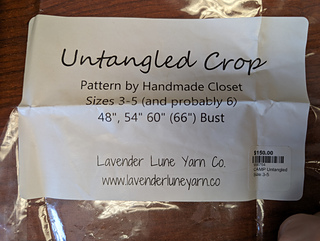 Untangled Crop
Pattern by Handmade Closet
Sizes 3-5 (and probably 6)
48", 54" 60" (66") Bust
Lavender Lune Yarn Co.
www.lavenderluneyarn.co
$150.00
LAMP Untangled
Size 3-5